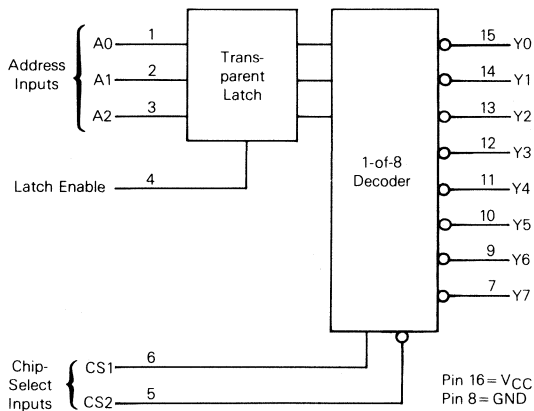 Address
Inputs
A0 1
A1 2
A2 3
Trans-
parent
Latch
Latch Enable 4
1-of-8
Decoder
15 Y0
14 Y1
13 Y2
12 Y3
11 Y4
10 Y5
9 Y6
7 Y7
Chip-
Select
Inputs
CS1 6
CS2 5
Pin 16 = VCC
Pin 8 = GND